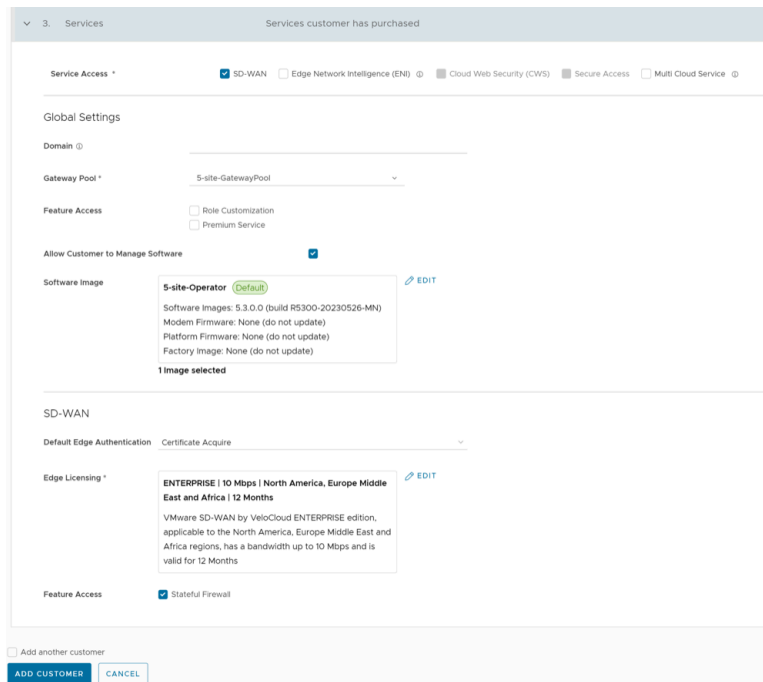 3. Services Services customer has purchased
Service Access * SD-WAN Edge Network Intelligence (ENI) Cloud Web Security (CWS) Secure Access Multi Cloud Service
Global Settings
Domain
Gateway Pool * 5-site-GatewayPool
Feature Access Role Customization
Premium Service
Allow Customer to Manage Software
Software Image 5-site-Operator Default EDIT
Software Images: 5.3.0.0 (build R5300-20230526-MN)
Modem Firmware: None (do not update)
Platform Firmware: None (do not update)
Factory Image: None (do not update)
1 Image selected
SD-WAN
Default Edge Authentication Certificate Acquire
Edge Licensing * ENTERPRISE | 10 Mbps | North America, Europe Middle EDIT
East and Africa | 12 Months
VMware SD-WAN by VeloCloud ENTERPRISE edition,
applicable to the North America, Europe Middle East and
Africa regions, has a bandwidth up to 10 Mbps and is
valid for 12 Months
Feature Access Stateful Firewall
Add another customer
ADD CUSTOMER CANCEL